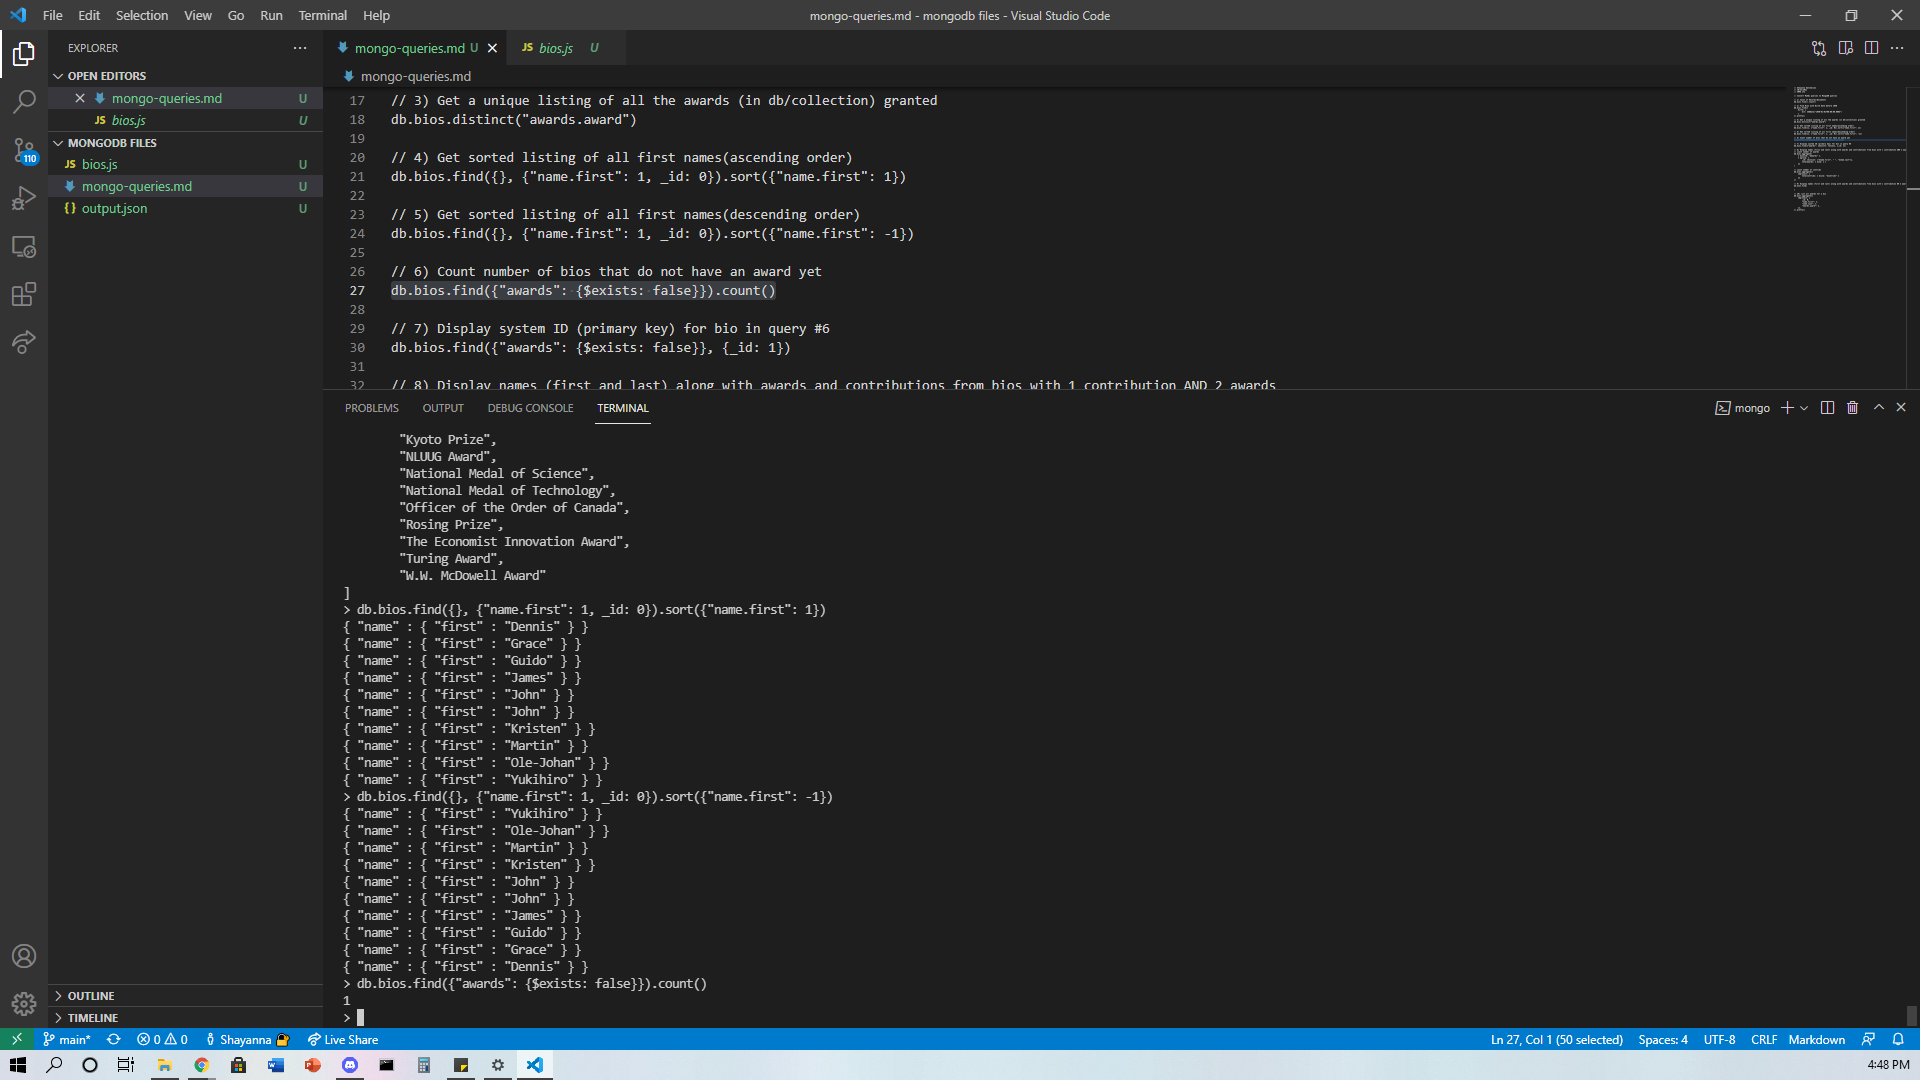 File Edit Selection View Go Run Terminal Help
mongo-queries.md - mongodb files - Visual Studio Code
EXPLORER
OPEN EDITORS
mongo-queries.md U
JS bios.js U
MONGODB FILES
JS bios.js U
mongo-queries.md U
{} output.json U
OUTLINE
TIMELINE
110
mongo-queries.md U
JS bios.js U
mongo-queries.md
17 // 3) Get a unique listing of all the awards (in db/collection) granted
18 db.bios.distinct("awards.award")
19
20 // 4) Get sorted listing of all first names(ascending order)
21 db.bios.find({}, {"name.first": 1, _id: 0}).sort({"name.first": 1})
22
23 // 5) Get sorted listing of all first names(descending order)
24 db.bios.find({}, {"name.first": 1, _id: 0}).sort({"name.first": -1})
25
26 // 6) Count number of bios that do not have an award yet
27 db.bios.find({"awards": {$exists: false}}).count()
28
29 // 7) Display system ID (primary key) for bio in query #6
30 db.bios.find({"awards": {$exists: false}}, {_id: 1})
31
32 // 8) Display names (first and last) along with awards and contributions from bios with 1 contribution AND 2 awards
PROBLEMS OUTPUT DEBUG CONSOLE TERMINAL
mongo
"Kyoto Prize",
"NLUUG Award",
"National Medal of Science",
"National Medal of Technology",
"Officer of the Order of Canada",
"Rosing Prize",
"The Economist Innovation Award",
"Turing Award",
"W.W. McDowell Award"
]
> db.bios.find({}, {"name.first": 1, _id: 0}).sort({"name.first": 1})
{ "name" : { "first" : "Dennis" } }
{ "name" : { "first" : "Grace" } }
{ "name" : { "first" : "Guido" } }
{ "name" : { "first" : "James" } }
{ "name" : { "first" : "John" } }
{ "name" : { "first" : "John" } }
{ "name" : { "first" : "Kristen" } }
{ "name" : { "first" : "Martin" } }
{ "name" : { "first" : "Ole-Johan" } }
{ "name" : { "first" : "Yukihiro" } }
> db.bios.find({}, {"name.first": 1, _id: 0}).sort({"name.first": -1})
{ "name" : { "first" : "Yukihiro" } }
{ "name" : { "first" : "Ole-Johan" } }
{ "name" : { "first" : "Martin" } }
{ "name" : { "first" : "Kristen" } }
{ "name" : { "first" : "John" } }
{ "name" : { "first" : "John" } }
{ "name" : { "first" : "James" } }
{ "name" : { "first" : "Guido" } }
{ "name" : { "first" : "Grace" } }
{ "name" : { "first" : "Dennis" } }
> db.bios.find({"awards": {$exists: false}}).count()
1
>
main* 0 0 Shayanna Live Share
Ln 27, Col 1 (50 selected) Spaces: 4 UTF-8 CRLF Markdown
4:48 PM